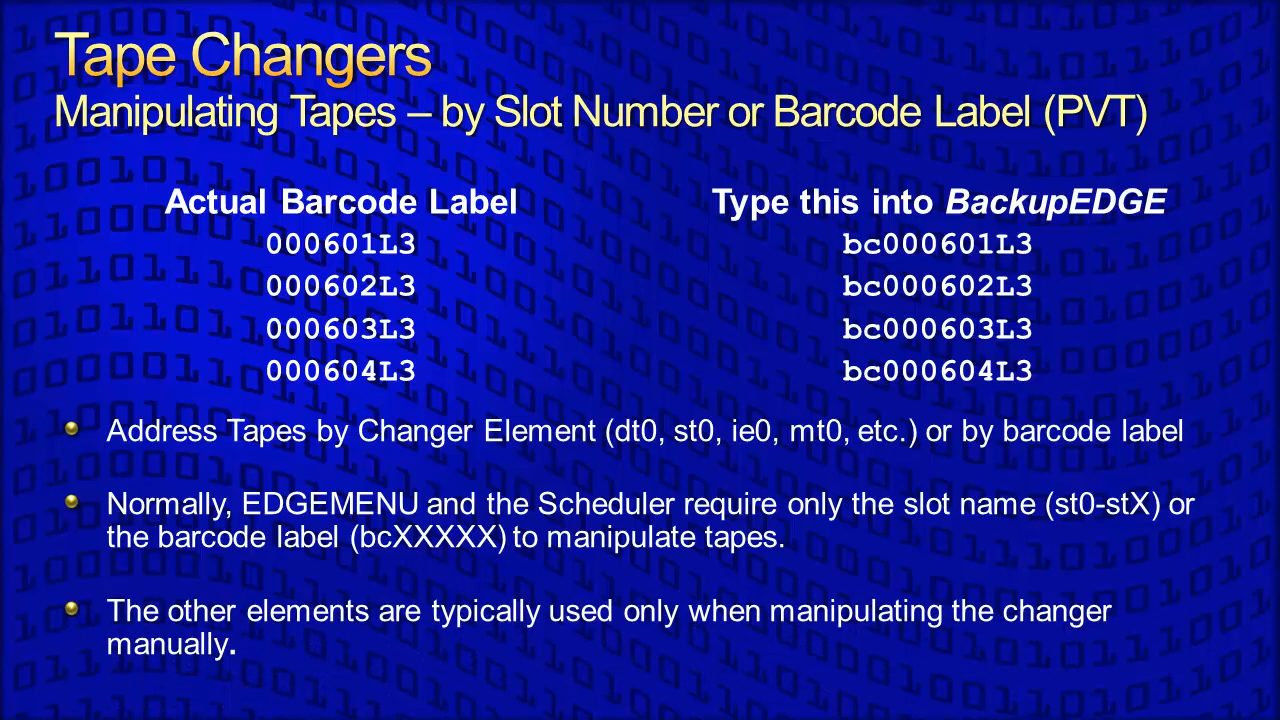 Tape Changers
Manipulating Tapes – by Slot Number or Barcode Label (PVT)
Actual Barcode Label Type this into BackupEDGE
000601L3 bc000601L3
000602L3 bc000602L3
000603L3 bc000603L3
000604L3 bc000604L3
Address Tapes by Changer Element (dt0, st0, ie0, mt0, etc.) or by barcode label
Normally, EDGEMENU and the Scheduler require only the slot name (st0-stX) or
the barcode label (bcXXXXX) to manipulate tapes.
The other elements are typically used only when manipulating the changer
manually.